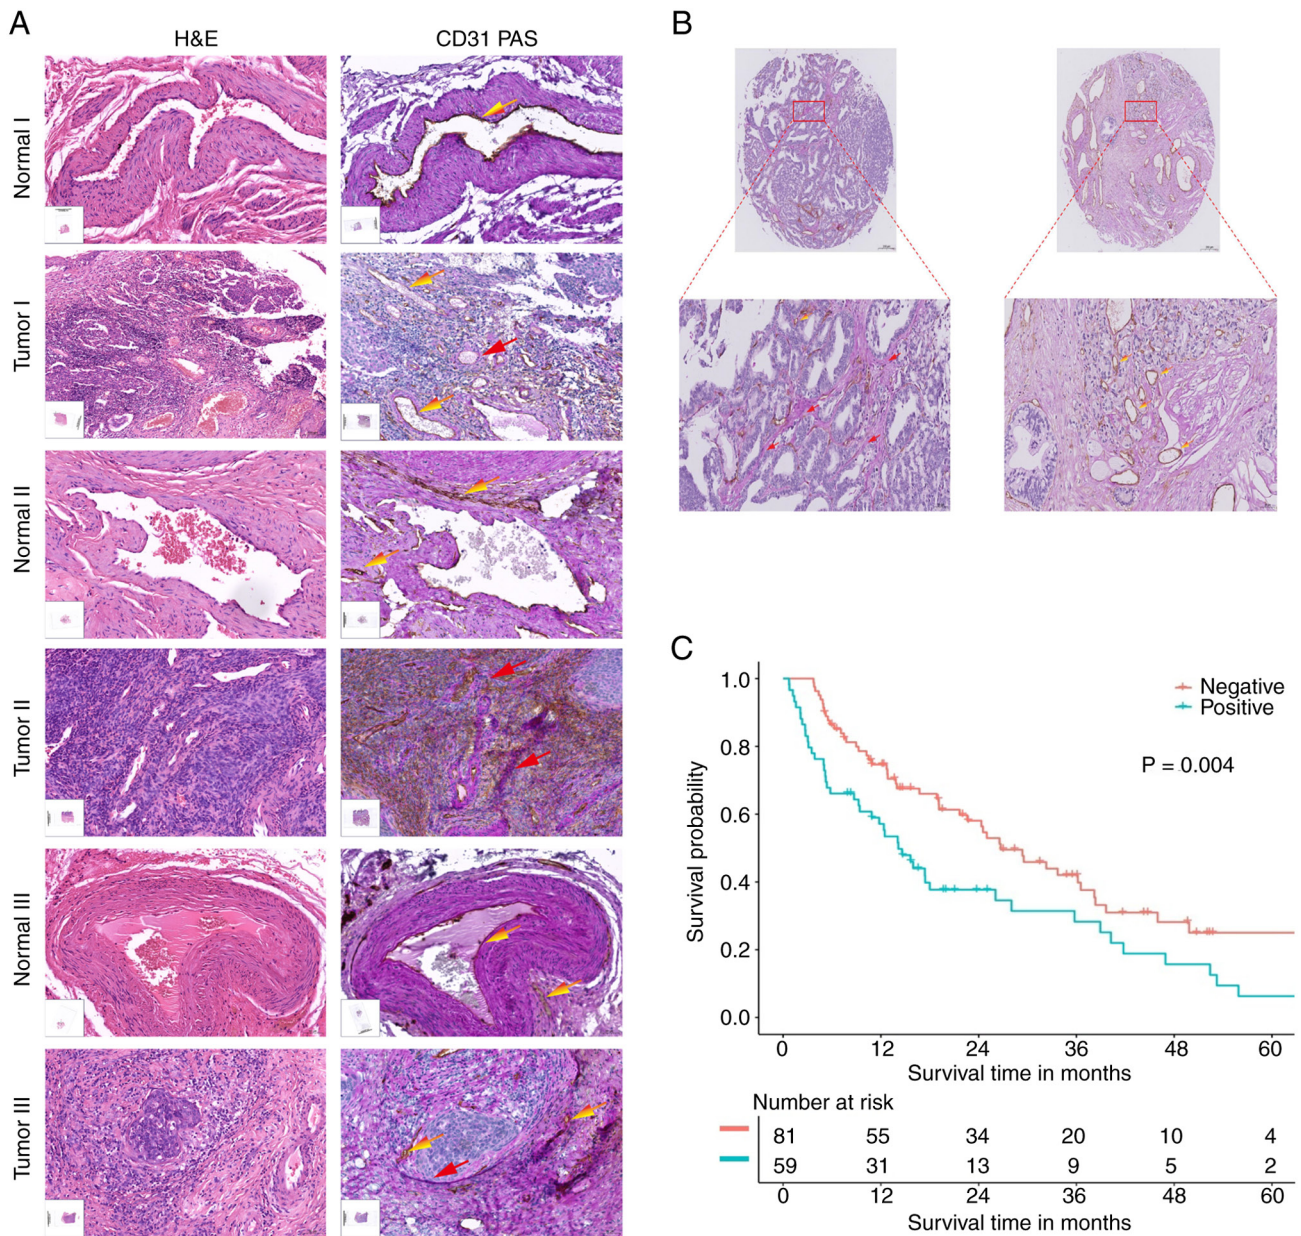 A
H&E
CD31 PAS
Normal I
Tumor I
Normal II
Tumor II
Normal III
Tumor III
B
C
Survival probability
1.0
0.8
0.6
0.4
0.2
0.0
Negative
Positive
P = 0.004
0 12 24 36 48 60
Survival time in months
Number at risk
81 55 34 20 10 4
59 31 13 9 5 2
0 12 24 36 48 60
Survival time in months